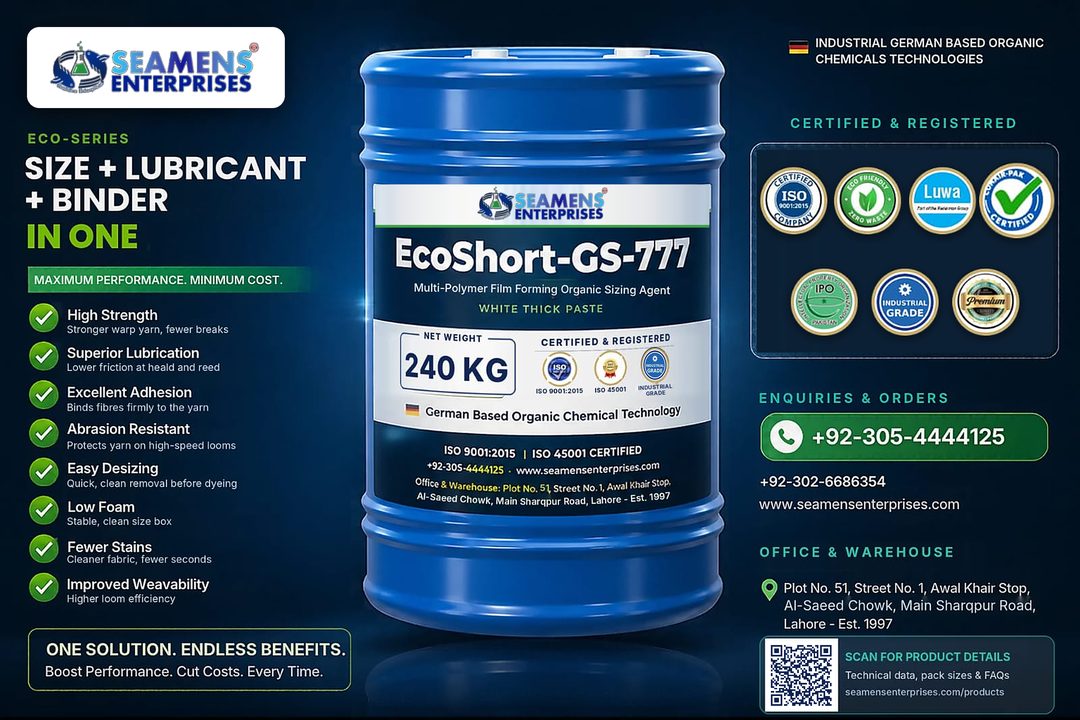 SEAMENS
ENTERPRISES
ECO-SERIES
SIZE + LUBRICANT
+ BINDER
IN ONE
MAXIMUM PERFORMANCE. MINIMUM COST.
High Strength
Stronger warp yarn, fewer breaks
Superior Lubrication
Lower friction at heald and reed
Excellent Adhesion
Binds fibres firmly to the yarn
Abrasion Resistant
Protects yarn on high-speed looms
Easy Desizing
Quick, clean removal before dyeing
Low Foam
Stable, clean size box
Fewer Stains
Cleaner fabric, fewer seconds
Improved Weavability
Higher loom efficiency
ONE SOLUTION. ENDLESS BENEFITS.
Boost Performance. Cut Costs. Every Time.
SEAMENS
ENTERPRISES
EcoShort-GS-777
Multi-Polymer Film Forming Organic Sizing Agent
WHITE THICK PASTE
NET WEIGHT
240 KG
CERTIFIED & REGISTERED
ISO
INDUSTRIAL
GRADE
ISO 9001:2015
ISO 45001
INDUSTRIAL
GRADE
German Based Organic Chemical Technology
ISO 9001:2015 | ISO 45001 CERTIFIED
+92-305-4444125 · www.seamensenterprises.com
Office & Warehouse: Plot No. 51, Street No. 1, Awal Khair Stop,
Al-Saeed Chowk, Main Sharqpur Road, Lahore - Est. 1997
INDUSTRIAL GERMAN BASED ORGANIC
CHEMICALS TECHNOLOGIES
CERTIFIED & REGISTERED
CERTIFIED
ISO
9001:2015
COMPANY
ECO FRIENDLY
ZERO WASTE
Luwa
Part of the
Group
CERTIFIED
IPO
PAKISTAN
INDUSTRIAL
GRADE
Premium
ENQUIRIES & ORDERS
+92-305-4444125
+92-302-6686354
www.seamensenterprises.com
OFFICE & WAREHOUSE
Plot No. 51, Street No. 1, Awal Khair Stop,
Al-Saeed Chowk, Main Sharqpur Road,
Lahore - Est. 1997
SCAN FOR PRODUCT DETAILS
Technical data, pack sizes & FAQs
seamensenterprises.com/products